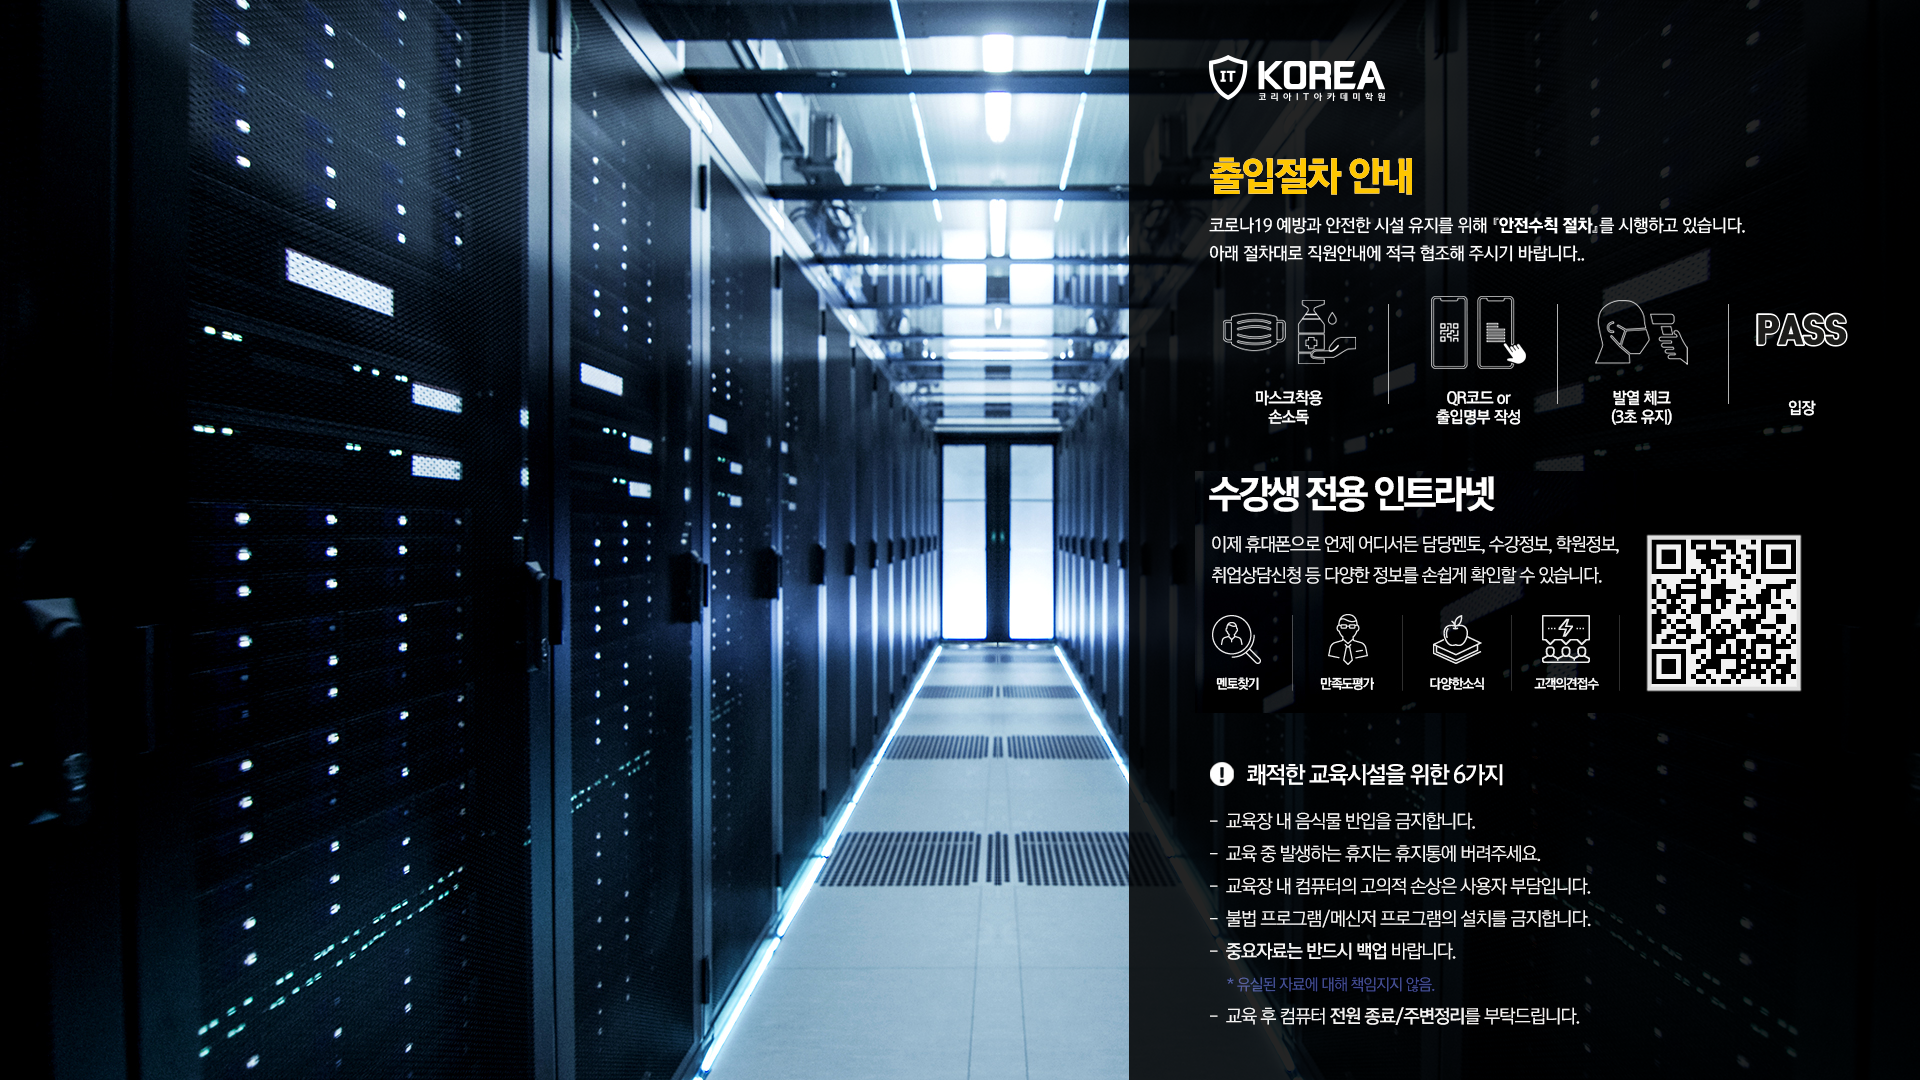 IT KOREA
코리아IT아카데미학원
출입절차 안내
코로나19 예방과 안전한 시설 유지를 위해 『안전수칙 절차』를 시행하고 있습니다.
아래 절차대로 직원안내에 적극 협조해 주시기 바랍니다..
PASS
마스크착용
손소독
QR코드 or
출입명부 작성
발열 체크
(3초 유지)
입장
수강생 전용 인트라넷
이제 휴대폰으로 언제 어디서든 담당멘토, 수강정보, 학원정보,
취업상담신청 등 다양한 정보를 손쉽게 확인할 수 있습니다.
멘토찾기
만족도평가
다양한소식
고객의견접수
쾌적한 교육시설을 위한 6가지
- 교육장 내 음식물 반입을 금지합니다.
- 교육 중 발생하는 휴지는 휴지통에 버려주세요.
- 교육장 내 컴퓨터의 고의적 손상은 사용자 부담입니다.
- 불법 프로그램/메신저 프로그램의 설치를 금지합니다.
- 중요자료는 반드시 백업 바랍니다.
* 유실된 자료에 대해 책임지지 않음.
- 교육 후 컴퓨터 전원 종료/주변정리를 부탁드립니다.